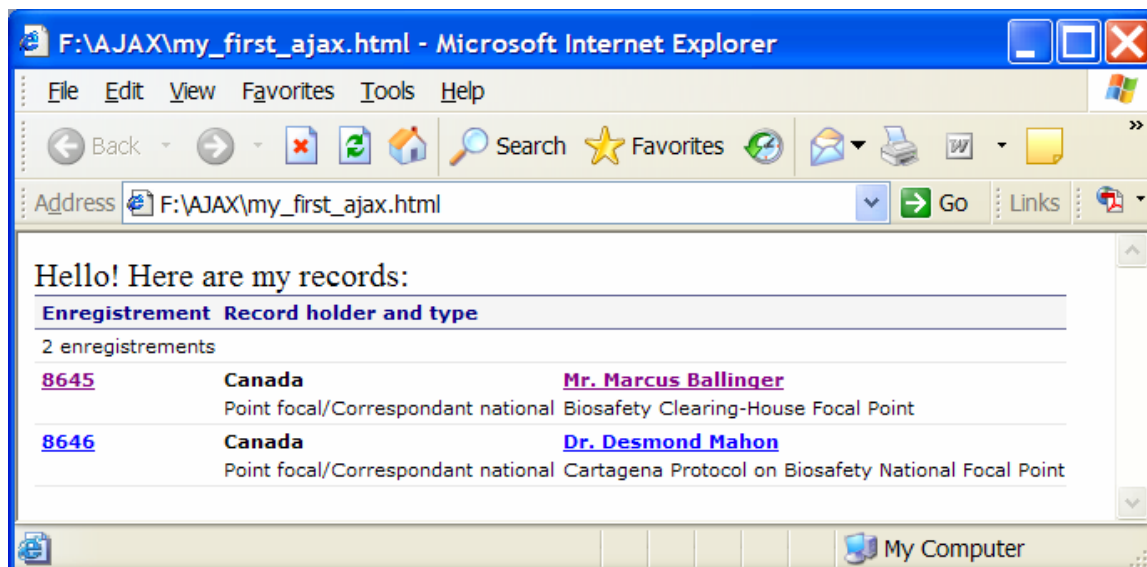 F:\AJAX\my_first_ajax.html - Microsoft Internet Explorer
File Edit View Favorites Tools Help
Back Search Favorites »
Address F:\AJAX\my_first_ajax.html Go Links
Hello! Here are my records:
Enregistrement Record holder and type
2 enregistrements
8645 Canada Mr. Marcus Ballinger
Point focal/Correspondant national Biosafety Clearing-House Focal Point
8646 Canada Dr. Desmond Mahon
Point focal/Correspondant national Cartagena Protocol on Biosafety National Focal Point
My Computer